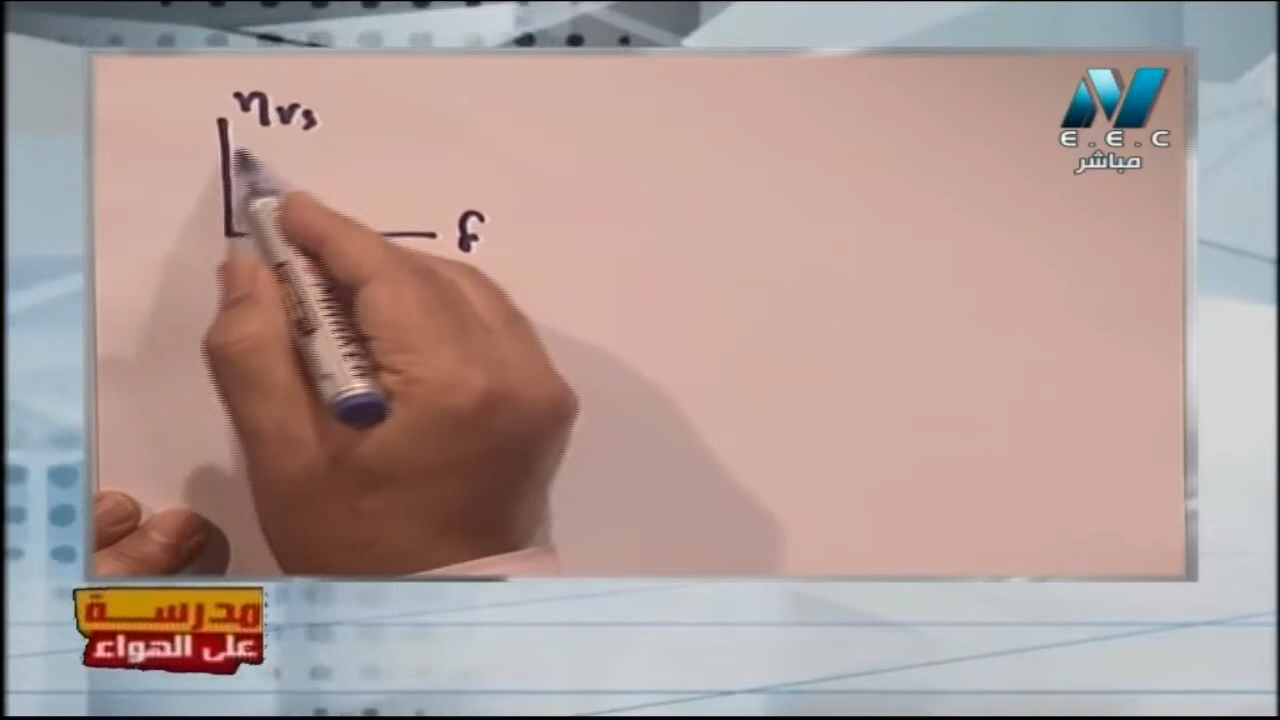 ηvs
f
E.E.C
مباشر
مدرسة
على الهواء